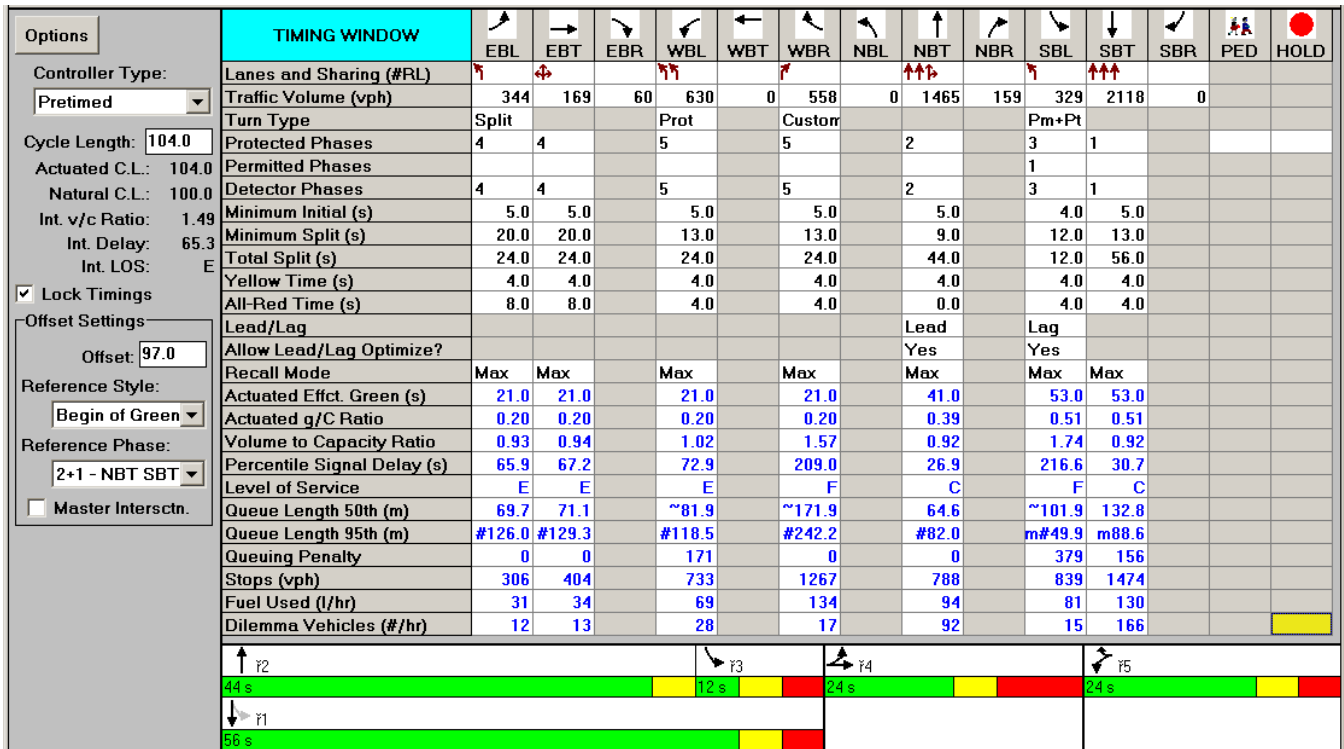 Options
Controller Type:
Pretimed
Cycle Length: 104.0
Actuated C.L.: 104.0
Natural C.L.: 100.0
Int. v/c Ratio: 1.49
Int. Delay: 65.3
Int. LOS: E
Lock Timings
Offset Settings
Offset: 97.0
Reference Style:
Begin of Green
Reference Phase:
2+1 - NBT SBT
Master Intersctn.
TIMING WINDOW EBL EBT EBR WBL WBT WBR NBL NBT NBR SBL SBT SBR PED HOLD
Lanes and Sharing (#RL)
Traffic Volume (vph) 344 169 60 630 0 558 0 1465 159 329 2118 0
Turn Type Split Prot Custom Pm+Pt
Protected Phases 4 4 5 5 2 3 1
Permitted Phases 1
Detector Phases 4 4 5 5 2 3 1
Minimum Initial (s) 5.0 5.0 5.0 5.0 5.0 4.0 5.0
Minimum Split (s) 20.0 20.0 13.0 13.0 9.0 12.0 13.0
Total Split (s) 24.0 24.0 24.0 24.0 44.0 12.0 56.0
Yellow Time (s) 4.0 4.0 4.0 4.0 4.0 4.0 4.0
All-Red Time (s) 8.0 8.0 4.0 4.0 0.0 4.0 4.0
Lead/Lag Lead Lag
Allow Lead/Lag Optimize? Yes Yes
Recall Mode Max Max Max Max Max Max Max
Actuated Effct. Green (s) 21.0 21.0 21.0 21.0 41.0 53.0 53.0
Actuated g/C Ratio 0.20 0.20 0.20 0.20 0.39 0.51 0.51
Volume to Capacity Ratio 0.93 0.94 1.02 1.57 0.92 1.74 0.92
Percentile Signal Delay (s) 65.9 67.2 72.9 209.0 26.9 216.6 30.7
Level of Service E E E F C F C
Queue Length 50th (m) 69.7 71.1 ~81.9 ~171.9 64.6 ~101.9 132.8
Queue Length 95th (m) #126.0 #129.3 #118.5 #242.2 #82.0 m#49.9 m88.6
Queuing Penalty 0 0 171 0 0 379 156
Stops (vph) 306 404 733 1267 788 839 1474
Fuel Used (l/hr) 31 34 69 134 94 81 130
Dilemma Vehicles (#/hr) 12 13 28 17 92 15 166
ř2 ř3 ř4 ř5
44 s 12 s 24 s 24 s
ř1
56 s